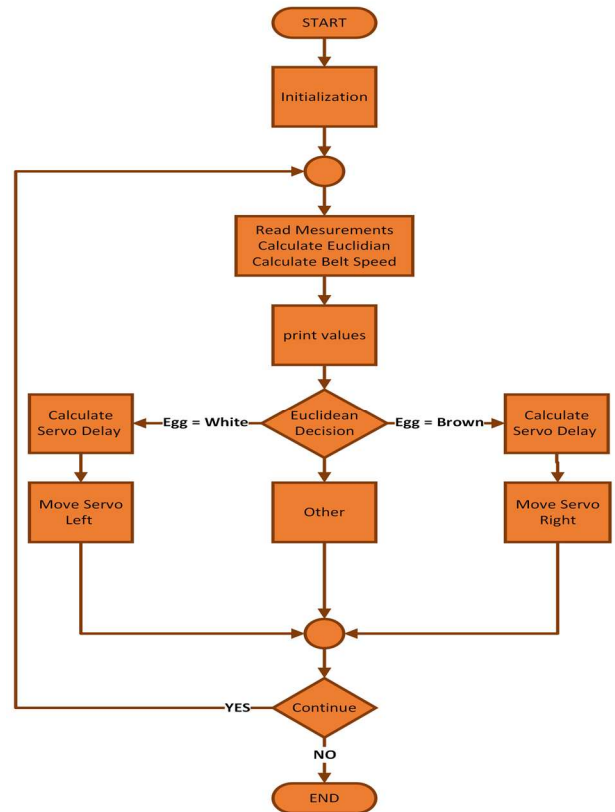 START
Initialization
Read Mesurements
Calculate Euclidian
Calculate Belt Speed
print values
Euclidean
Decision
Egg = White
Egg = Brown
Calculate
Servo Delay
Move Servo
Left
Other
Calculate
Servo Delay
Move Servo
Right
Continue
YES
NO
END